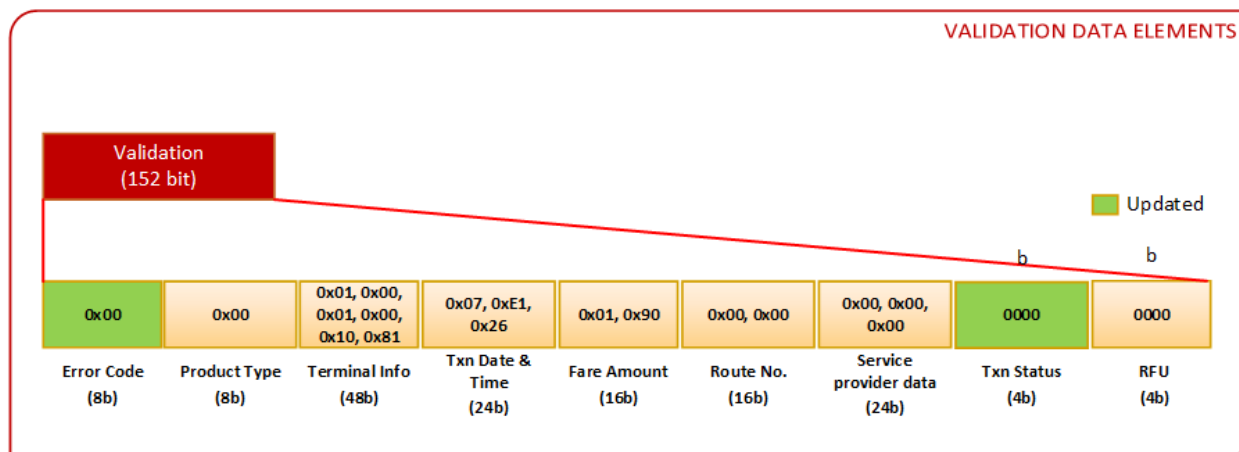 VALIDATION DATA ELEMENTS
Validation
(152 bit)
Updated
b
b
0x00
0x00
0x01, 0x00,
0x01, 0x00,
0x10, 0x81
0x07, 0xE1,
0x26
0x01, 0x90
0x00, 0x00
0x00, 0x00,
0x00
0000
0000
Error Code
(8b)
Product Type
(8b)
Terminal Info
(48b)
Txn Date &
Time
(24b)
Fare Amount
(16b)
Route No.
(16b)
Service
provider data
(24b)
Txn Status
(4b)
RFU
(4b)